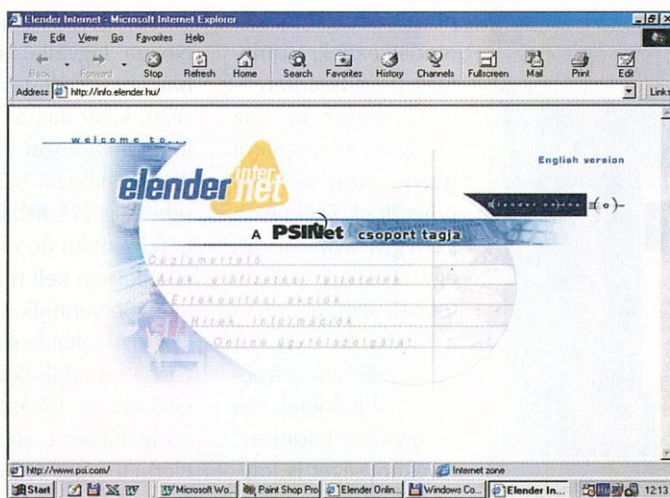 Elender Internet - Microsoft Internet Explorer
File Edit View Go Favorites Help
Back Forward Stop Refresh Home Search Favorites History Channels Fullscreen Mail Print Edit
Address http://info.elender.hu/ Links
welcome to...
English version
elender inter net
A PSINet csoport tagja
Cégismertető
Árak, előfizetési feltételek
Értékesítési akciók
Hírek, információk
Online ügyfélszolgálat
http://www.psi.com/ Internet zone
Start Microsoft Wo... Paint Shop Pro Elender Onlin... Windows Co... Elender In... 12:13